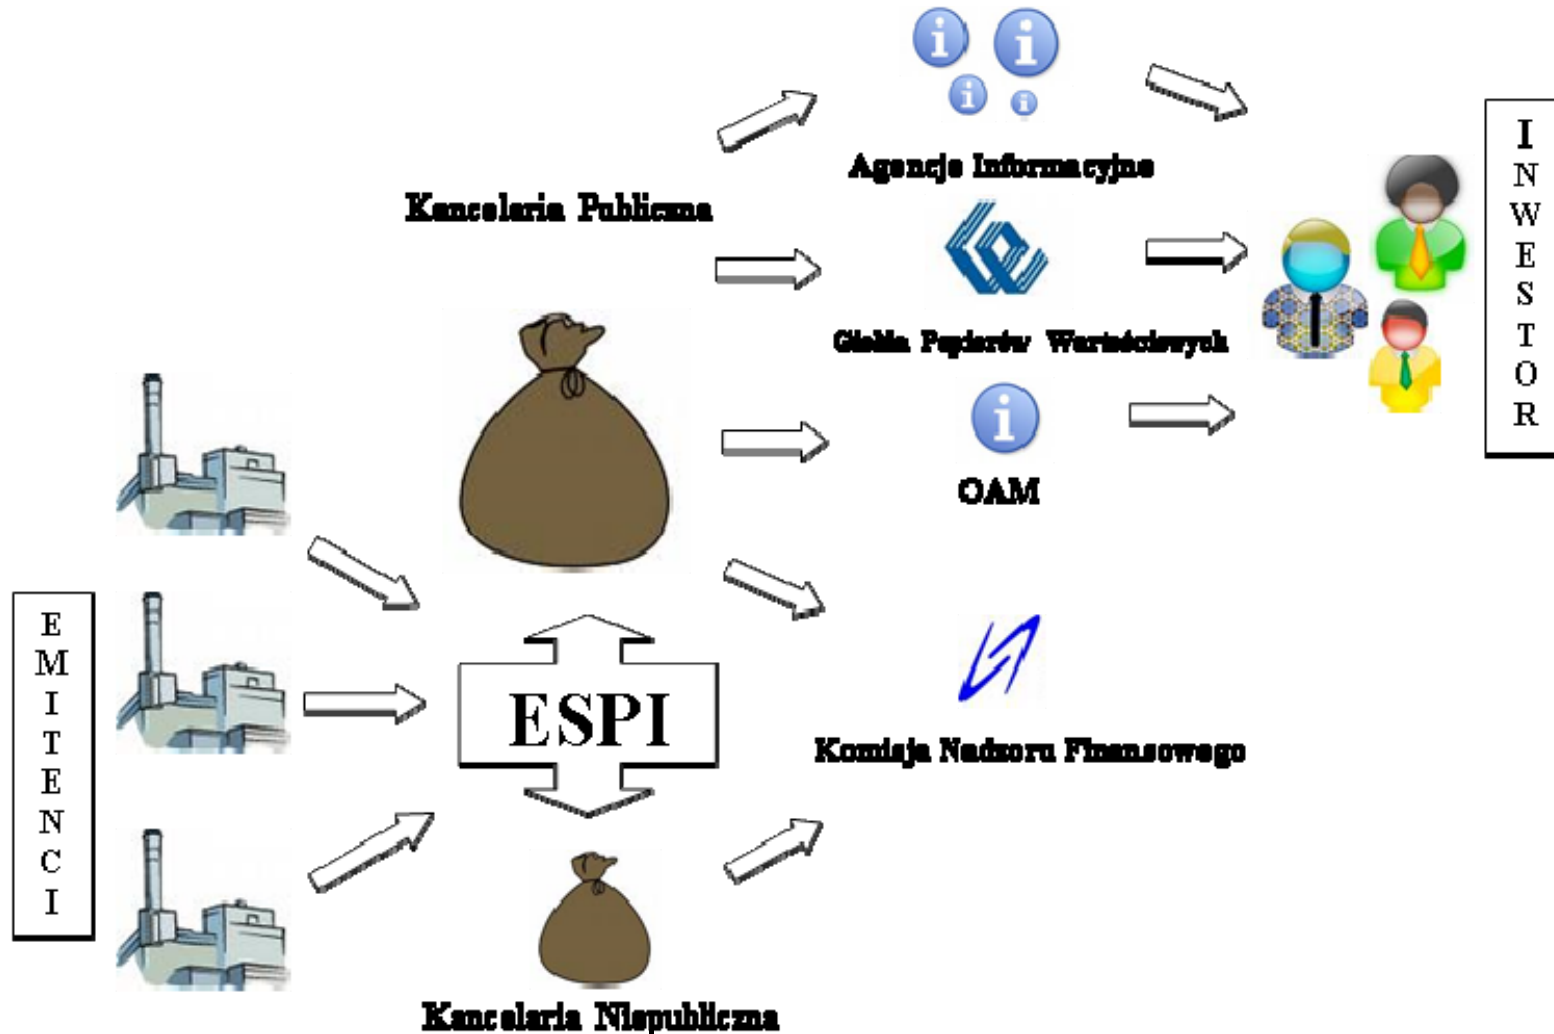 Agencje Informacyjne
Kancelaria Publiczna
Giełda Papierów Wartościowych
OAM
EMITENCI
ESPI
Komisja Nadzoru Finansowego
Kancelaria Niepubliczna
INWESTOR